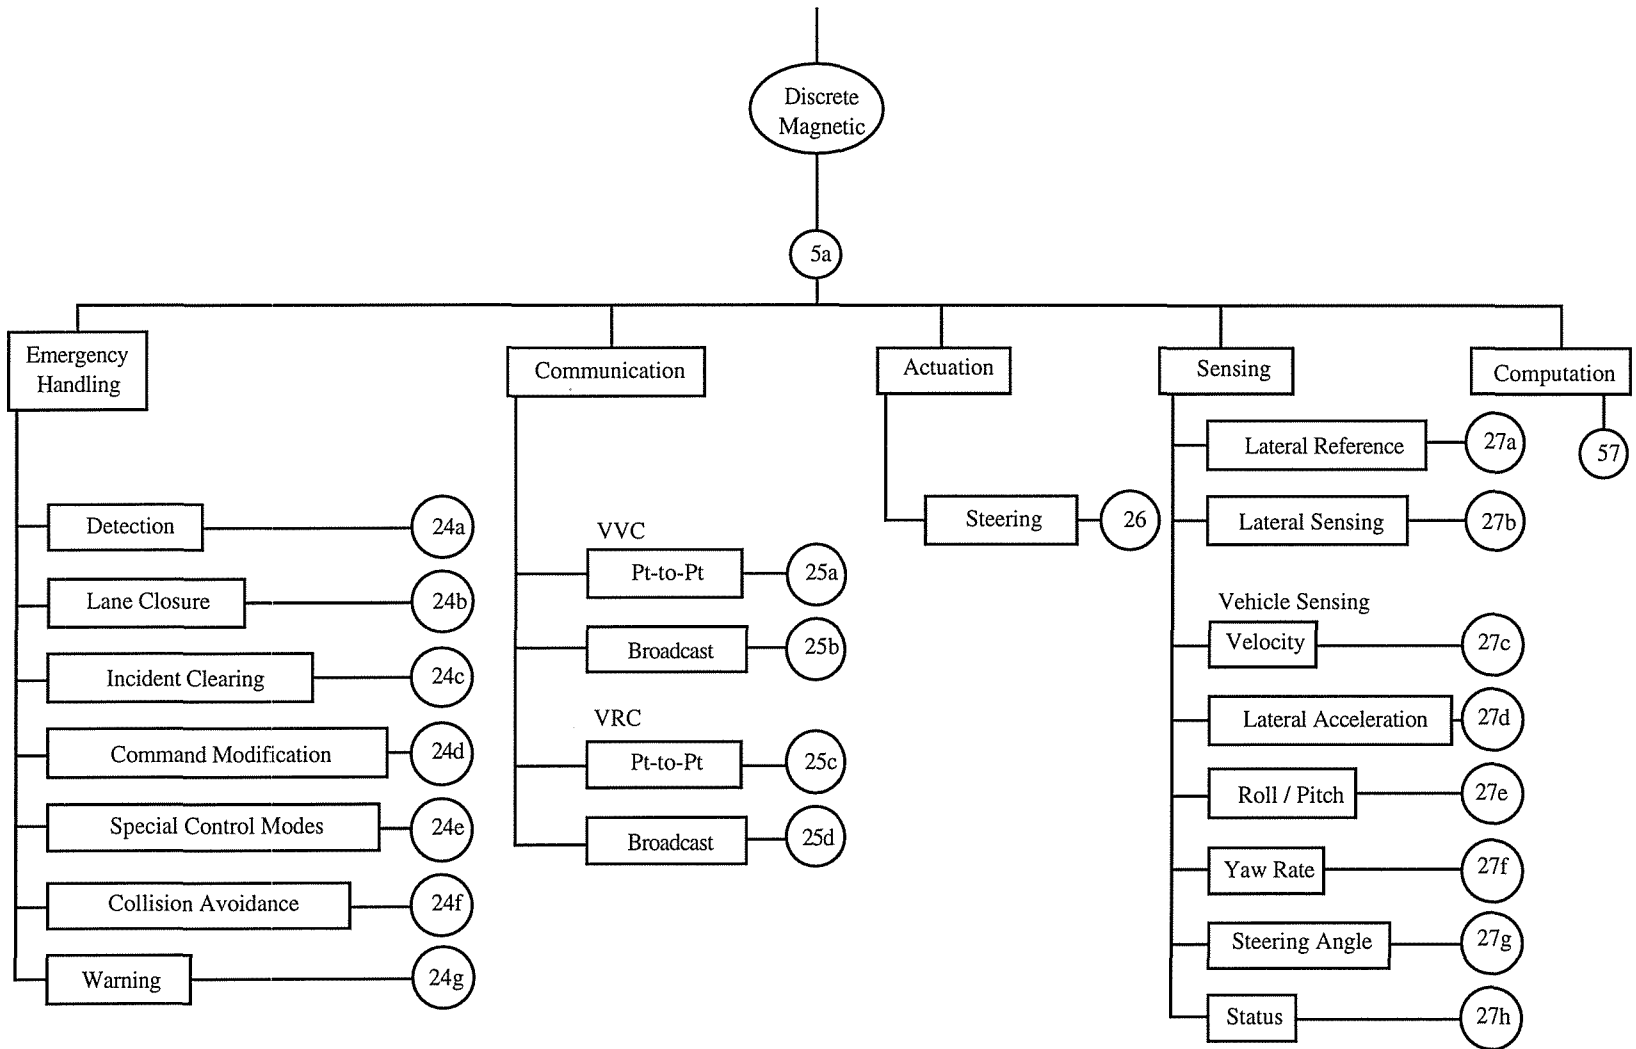 Discrete
Magnetic
5a
Emergency
Handling
Detection 24a
Lane Closure 24b
Incident Clearing 24c
Command Modification 24d
Special Control Modes 24e
Collision Avoidance 24f
Warning 24g
Communication
VVC
Pt-to-Pt 25a
Broadcast 25b
VRC
Pt-to-Pt 25c
Broadcast 25d
Actuation
Steering 26
Sensing
Lateral Reference 27a
Lateral Sensing 27b
Vehicle Sensing
Velocity 27c
Lateral Acceleration 27d
Roll / Pitch 27e
Yaw Rate 27f
Steering Angle 27g
Status 27h
Computation
57